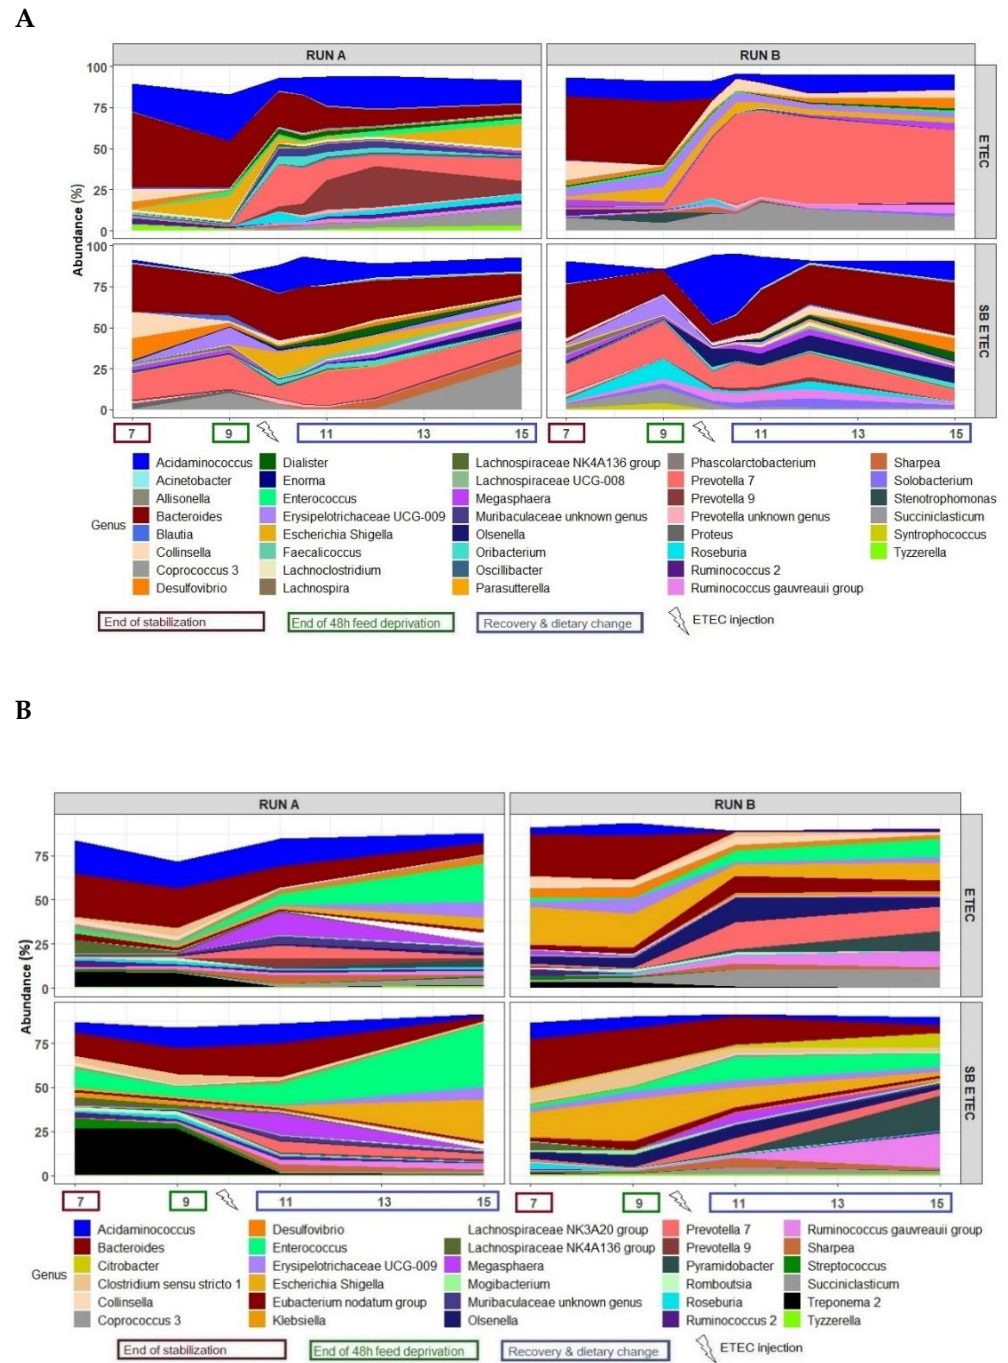 A
RUN A
RUN B
100
75
50
25
0
ETEC
Abundance (%)
100
75
50
25
0
SB ETEC
7
9
11
13
15
7
9
11
13
15
Genus
Acidaminococcus
Acinetobacter
Allisonella
Bacteroides
Blautia
Collinsella
Coprococcus 3
Desulfovibrio
Dialister
Enorma
Enterococcus
Erysipelotrichaceae UCG-009
Escherichia Shigella
Faecalicoccus
Lachnoclostridium
Lachnospira
Lachnospiraceae NK4A136 group
Lachnospiraceae UCG-008
Megasphaera
Muribaculaceae unknown genus
Olsenella
Oribacterium
Oscillibacter
Parasutterella
Phascolarctobacterium
Prevotella 7
Prevotella 9
Prevotella unknown genus
Proteus
Roseburia
Ruminococcus 2
Ruminococcus gauvreauii group
Sharpea
Solobacterium
Stenotrophomonas
Succiniclasticum
Syntrophococcus
Tyzzerella
End of stabilization
End of 48h feed deprivation
Recovery & dietary change
ETEC injection
B
RUN A
RUN B
75
50
25
0
ETEC
Abundance (%)
75
50
25
0
SB ETEC
7
9
11
13
15
7
9
11
13
15
Genus
Acidaminococcus
Bacteroides
Citrobacter
Clostridium sensu stricto 1
Collinsella
Coprococcus 3
Desulfovibrio
Enterococcus
Erysipelotrichaceae UCG-009
Escherichia Shigella
Eubacterium nodatum group
Klebsiella
Lachnospiraceae NK3A20 group
Lachnospiraceae NK4A136 group
Megasphaera
Mogibacterium
Muribaculaceae unknown genus
Olsenella
Prevotella 7
Prevotella 9
Pyramidobacter
Romboutsia
Roseburia
Ruminococcus 2
Ruminococcus gauvreauii group
Sharpea
Streptococcus
Succiniclasticum
Treponema 2
Tyzzerella
End of stabilization
End of 48h feed deprivation
Recovery & dietary change
ETEC injection